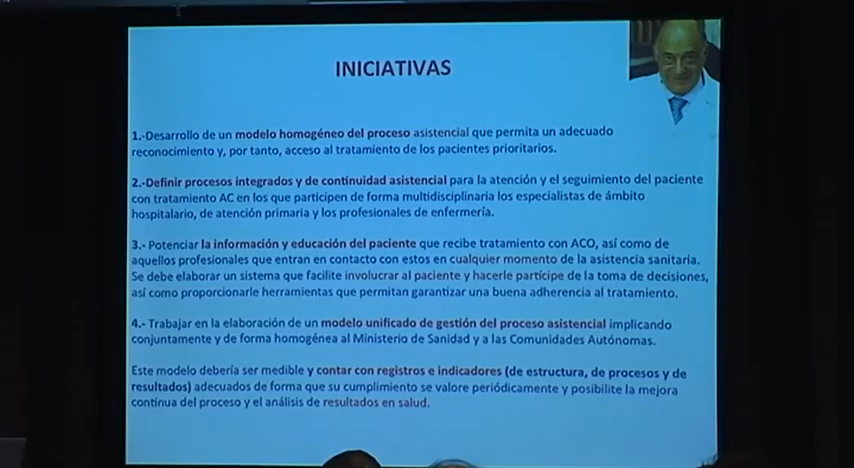 INICIATIVAS
1.-Desarrollo de un modelo homogéneo del proceso asistencial que permita un adecuado
reconocimiento y, por tanto, acceso al tratamiento de los pacientes prioritarios.
2.-Definir procesos integrados y de continuidad asistencial para la atención y el seguimiento del paciente
con tratamiento AC en los que participen de forma multidisciplinaria los especialistas de ámbito
hospitalario, de atención primaria y los profesionales de enfermería.
3.- Potenciar la información y educación del paciente que recibe tratamiento con ACO, así como de
aquellos profesionales que entran en contacto con estos en cualquier momento de la asistencia sanitaria.
Se debe elaborar un sistema que facilite involucrar al paciente y hacerle partícipe de la toma de decisiones,
así como proporcionarle herramientas que permitan garantizar una buena adherencia al tratamiento.
4.- Trabajar en la elaboración de un modelo unificado de gestión del proceso asistencial implicando
conjuntamente y de forma homogénea al Ministerio de Sanidad y a las Comunidades Autónomas.
Este modelo debería ser medible y contar con registros e indicadores (de estructura, de procesos y de
resultados) adecuados de forma que su cumplimiento se valore periódicamente y posibilite la mejora
continua del proceso y el análisis de resultados en salud.